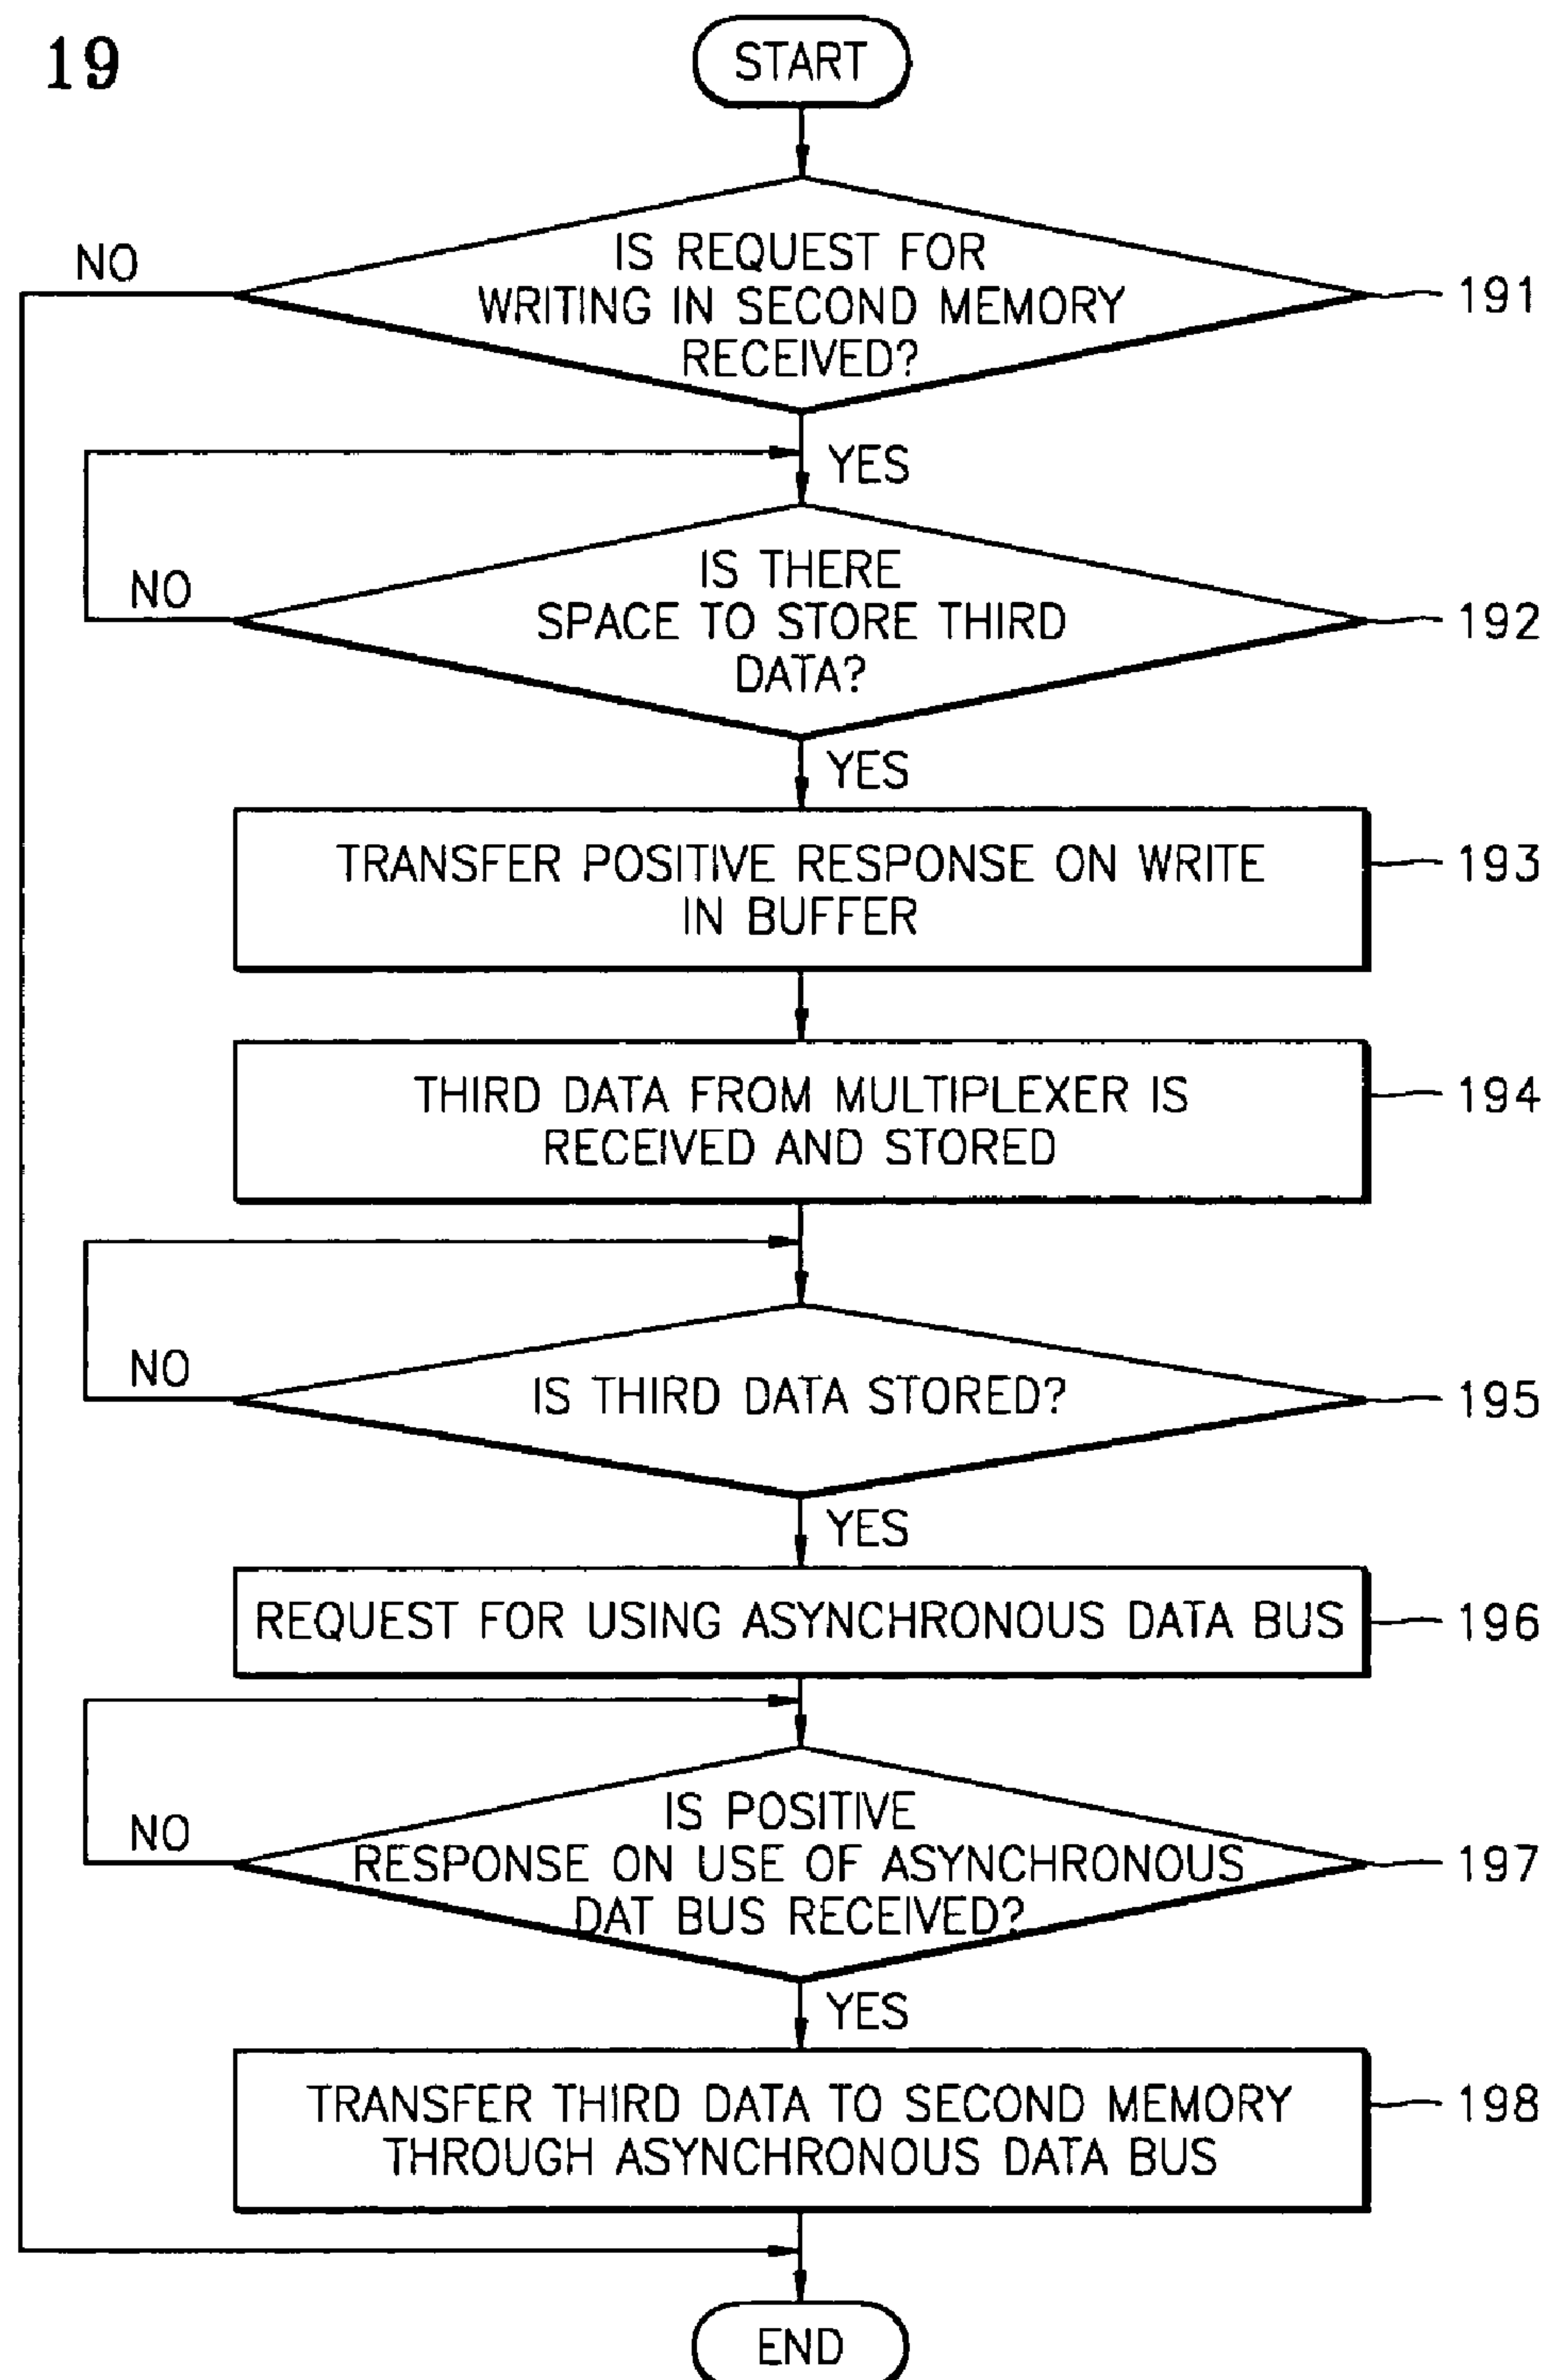 19
START
IS REQUEST FOR
WRITING IN SECOND MEMORY
RECEIVED?
NO
191
YES
IS THERE
SPACE TO STORE THIRD
DATA?
NO
192
YES
TRANSFER POSITIVE RESPONSE ON WRITE
IN BUFFER
193
THIRD DATA FROM MULTIPLEXER IS
RECEIVED AND STORED
194
IS THIRD DATA STORED?
NO
195
YES
REQUEST FOR USING ASYNCHRONOUS DATA BUS
196
IS POSITIVE
RESPONSE ON USE OF ASYNCHRONOUS
DAT BUS RECEIVED?
NO
197
YES
TRANSFER THIRD DATA TO SECOND MEMORY
THROUGH ASYNCHRONOUS DATA BUS
198
END